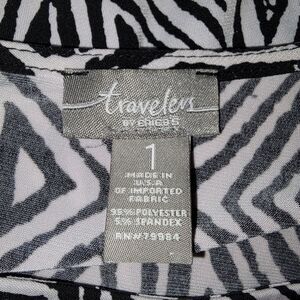 travelers
BY CHICO'S
1
MADE IN
U.S.A
OF IMPORTED
FABRIC
95% POLYESTER
5% SPANDEX
RN#79984